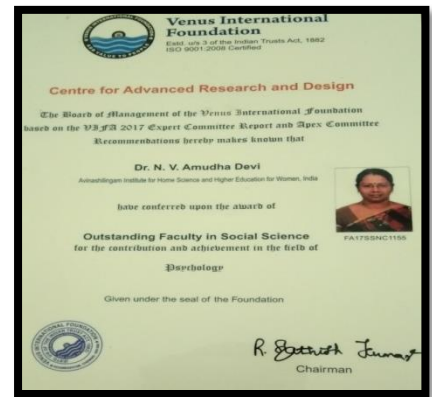 Venus International
Foundation
Estd. u/s 3 of the Indian Trusts Act, 1882
ISO 9001:2008 Certified
Centre for Advanced Research and Design
The Board of Management of the Venus International Foundation
based on the VIFA 2017 Expert Committee Report and Apex Committee
Recommendations hereby makes known that
Dr. N. V. Amudha Devi
Avinashilingam Institute for Home Science and Higher Education for Women, India
have conferred upon the award of
FA17SSNC1155
Outstanding Faculty in Social Science
for the contribution and achievement in the field of
Psychology
Given under the seal of the Foundation
R. Sathish Kumar
Chairman